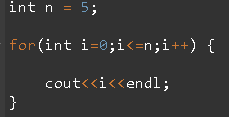 int n = 5;
for(int i=0;i<=n;i++) {
cout<<i<<endl;
}